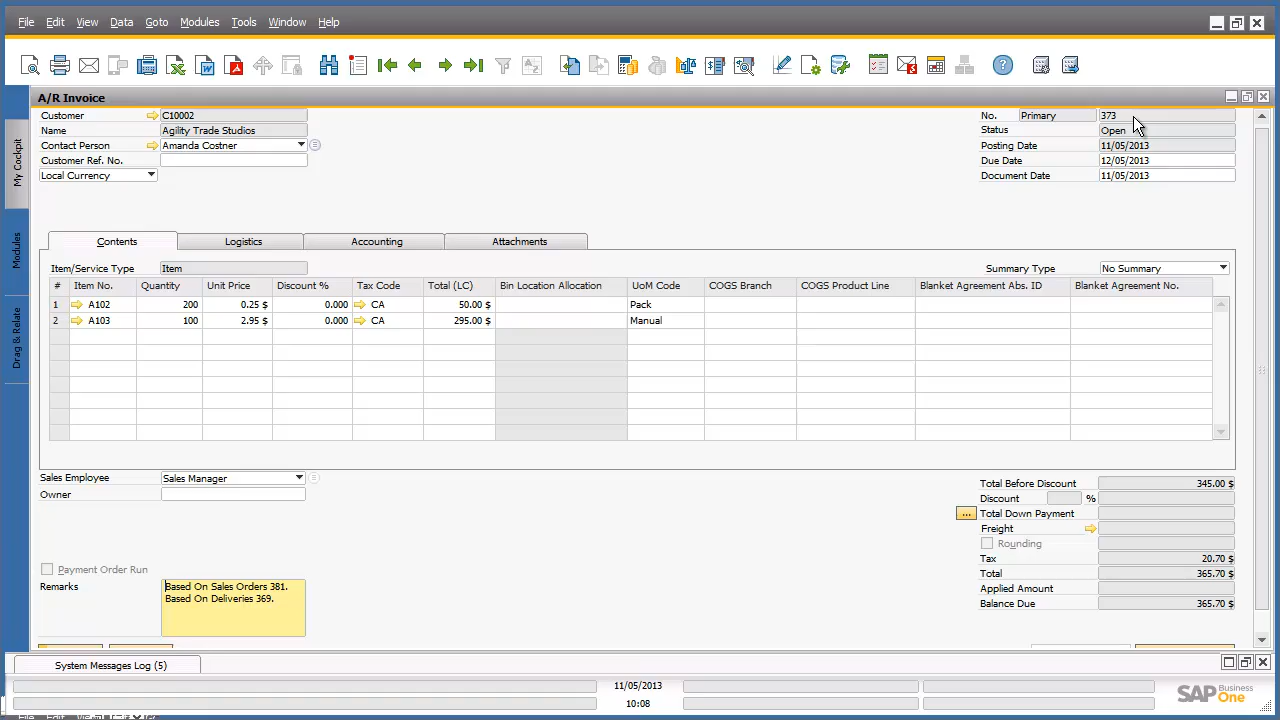 File Edit View Data Goto Modules Tools Window Help
A/R Invoice
My Cockpit
Modules
Drag & Relate
Customer C10002
Name Agility Trade Studios
Contact Person Amanda Costner
Customer Ref. No.
Local Currency
No. Primary 373
Status Open
Posting Date 11/05/2013
Due Date 12/05/2013
Document Date 11/05/2013
Contents Logistics Accounting Attachments
Item/Service Type Item Summary Type No Summary
# Item No. Quantity Unit Price Discount % Tax Code Total (LC) Bin Location Allocation UoM Code COGS Branch COGS Product Line Blanket Agreement Abs. ID Blanket Agreement No.
1 A102 200 0.25 $ 0.000 CA 50.00 $ Pack
2 A103 100 2.95 $ 0.000 CA 295.00 $ Manual
Sales Employee Sales Manager
Owner
Total Before Discount 345.00 $
Discount %
... Total Down Payment
Freight
Rounding
Tax 20.70 $
Total 365.70 $
Applied Amount
Balance Due 365.70 $
Payment Order Run
Remarks Based On Sales Orders 381.
Based On Deliveries 369.
System Messages Log (5)
11/05/2013
10:08
SAP Business One
File Edit